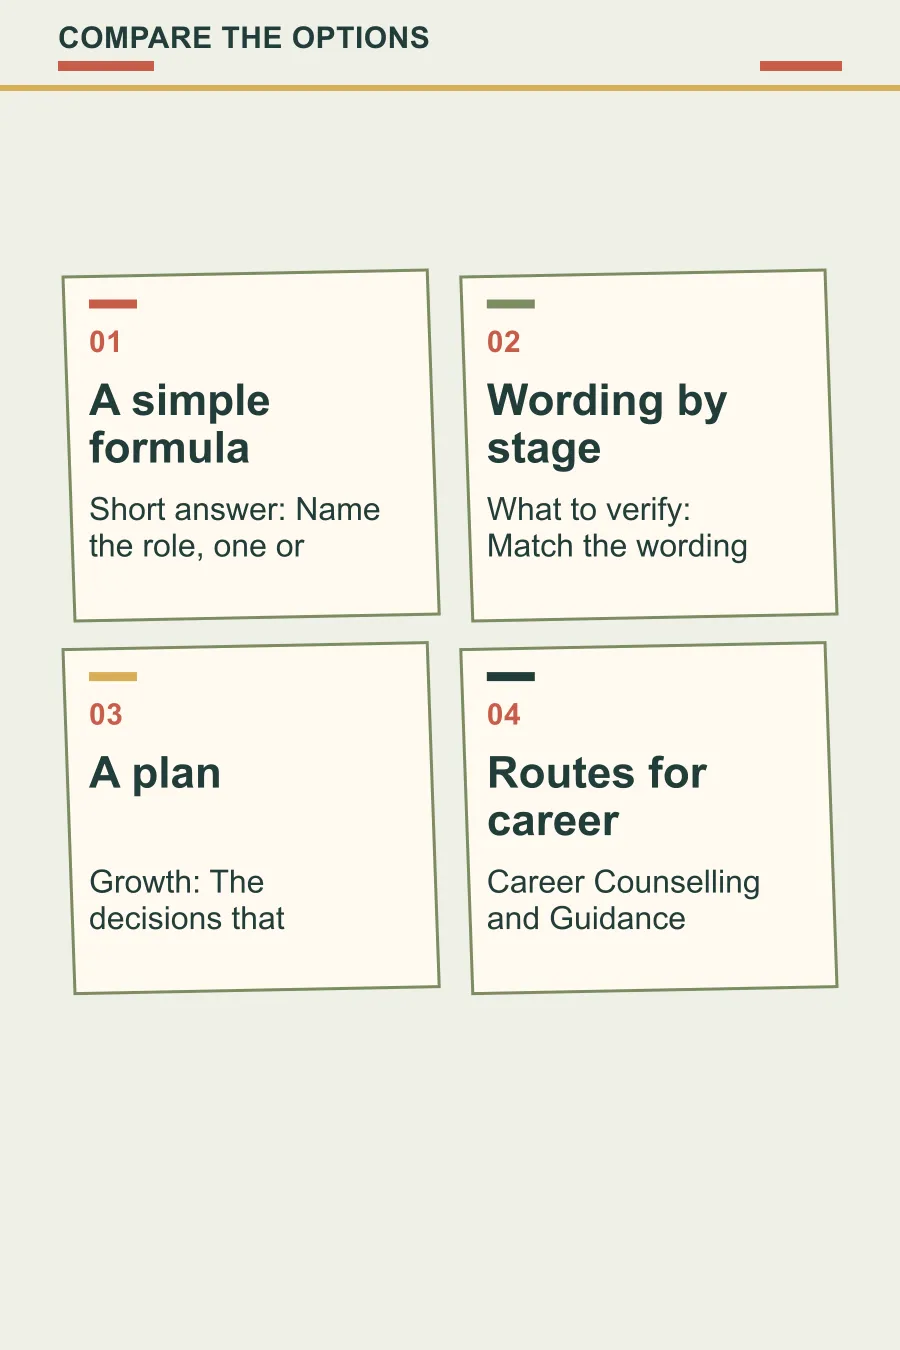 COMPARE THE OPTIONS
01
A simple
formula
Short answer: Name
the role, one or
02
Wording by
stage
What to verify:
Match the wording
03
A plan
Growth: The
decisions that
04
Routes for
career
Career Counselling
and Guidance